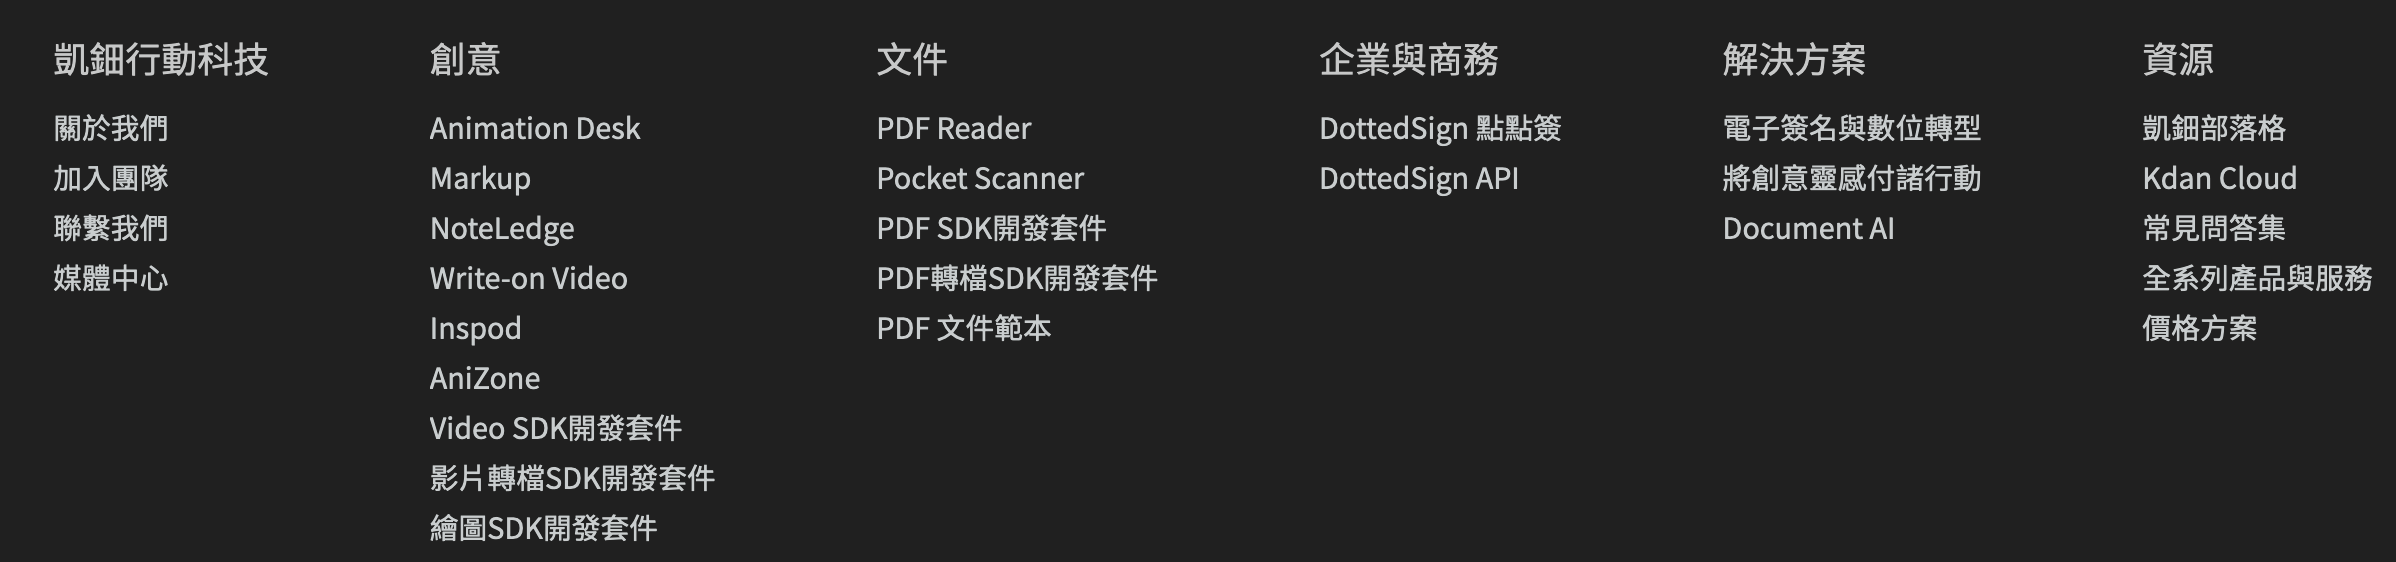 凱鈿行動科技
關於我們
加入團隊
聯繫我們
媒體中心
創意
Animation Desk
Markup
NoteLedge
Write-on Video
Inspod
AniZone
Video SDK開發套件
影片轉檔SDK開發套件
繪圖SDK開發套件
文件
PDF Reader
Pocket Scanner
PDF SDK開發套件
PDF轉檔SDK開發套件
PDF 文件範本
企業與商務
DottedSign 點點簽
DottedSign API
解決方案
電子簽名與數位轉型
將創意靈感付諸行動
Document AI
資源
凱鈿部落格
Kdan Cloud
常見問答集
全系列產品與服務
價格方案